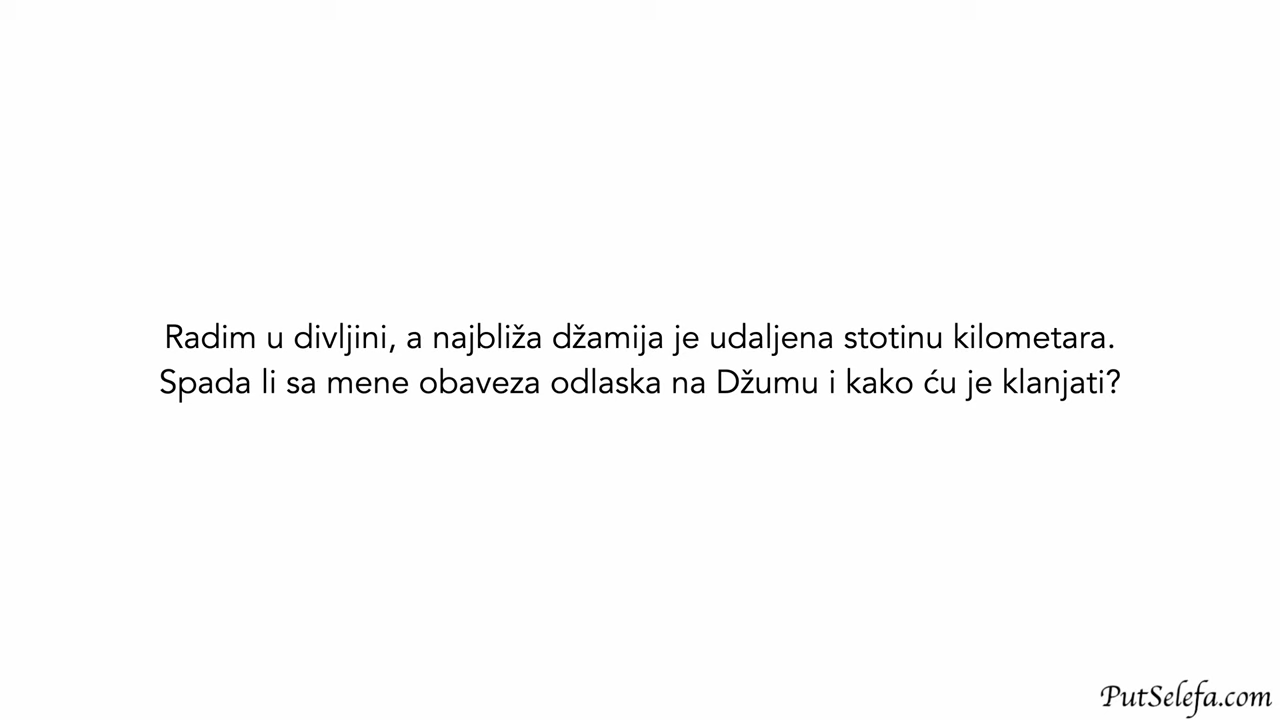 Radim u divljini, a najbliža džamija je udaljena stotinu kilometara.
Spada li sa mene obaveza odlaska na Džumu i kako ću je klanjati?
PutSelefa.com